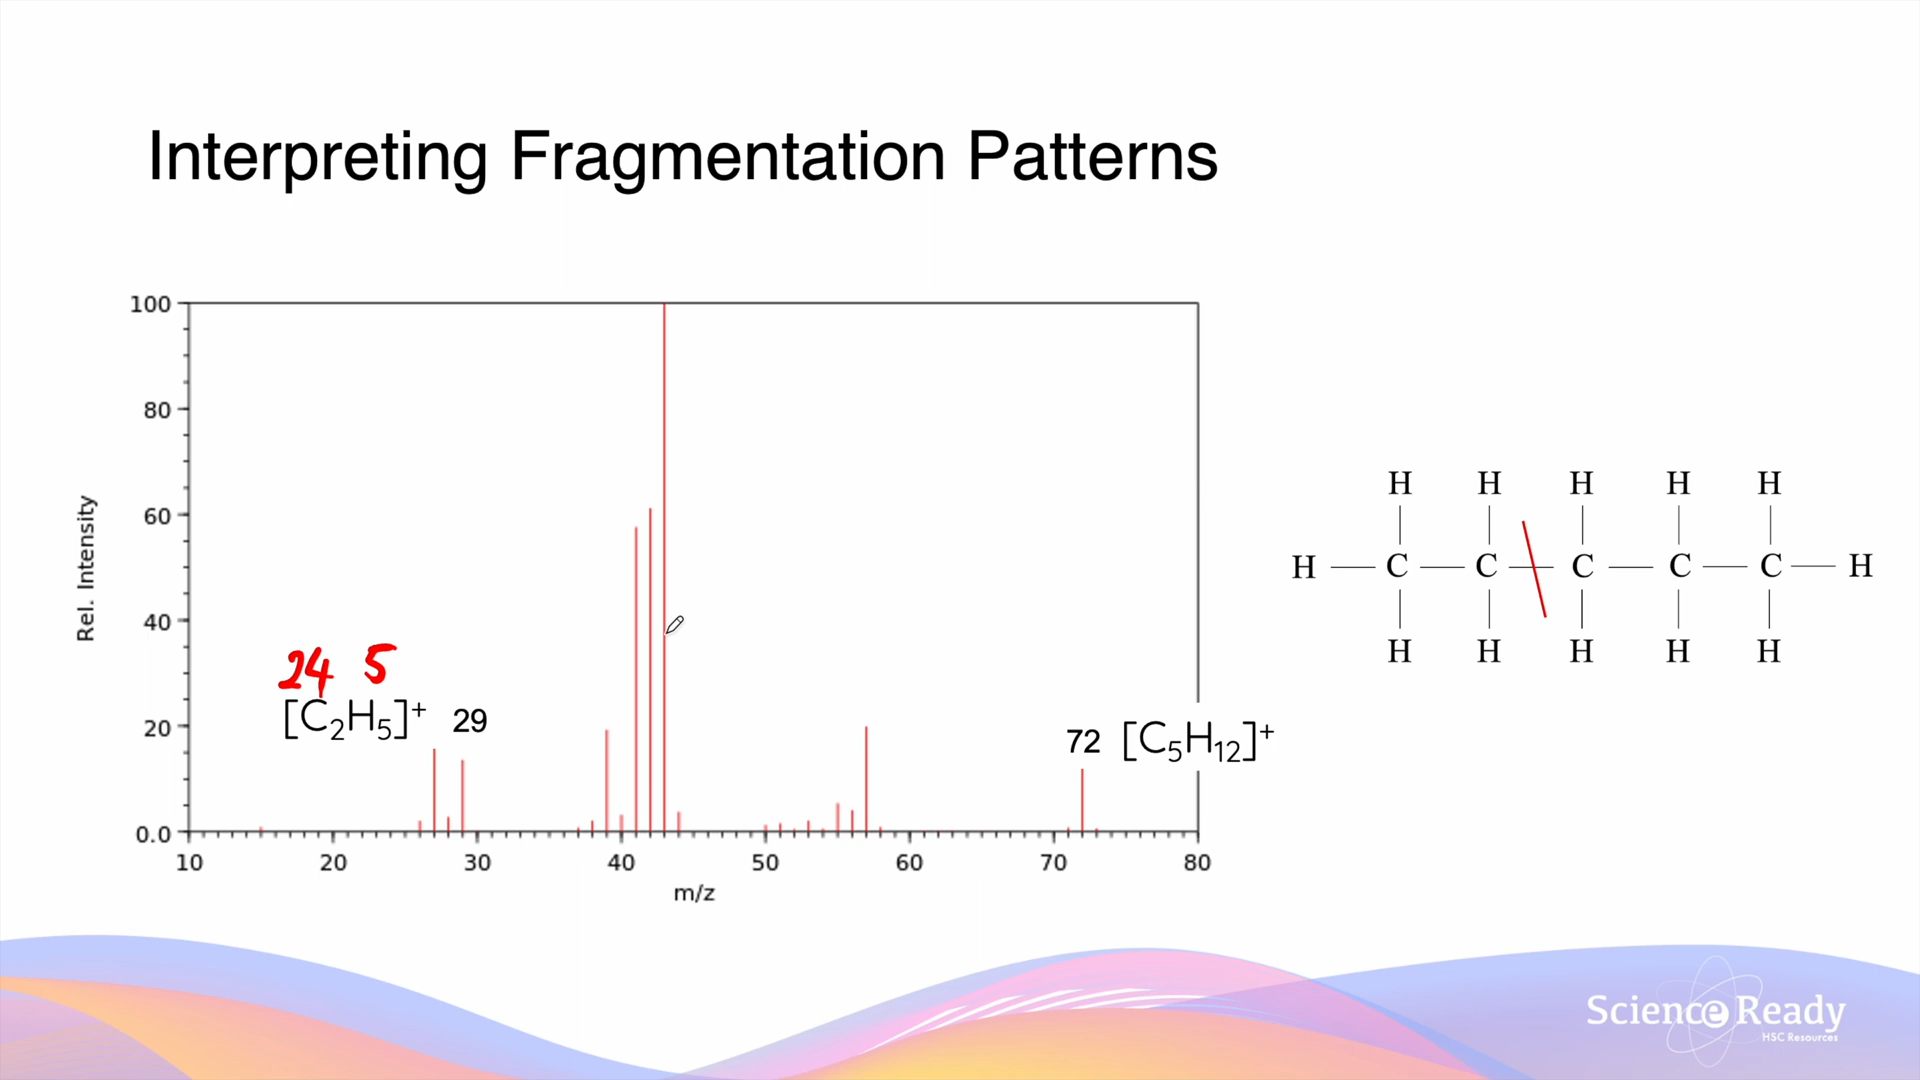 Interpreting Fragmentation Patterns
100
80
60
40
20
0.0
Rel. Intensity
24 5
[C₂H₅]⁺ 29
72 [C₅H₁₂]⁺
10 20 30 40 50 60 70 80
m/z
H H H H H
H C C C C C H
H H H H H
Science Ready
HSC Resources